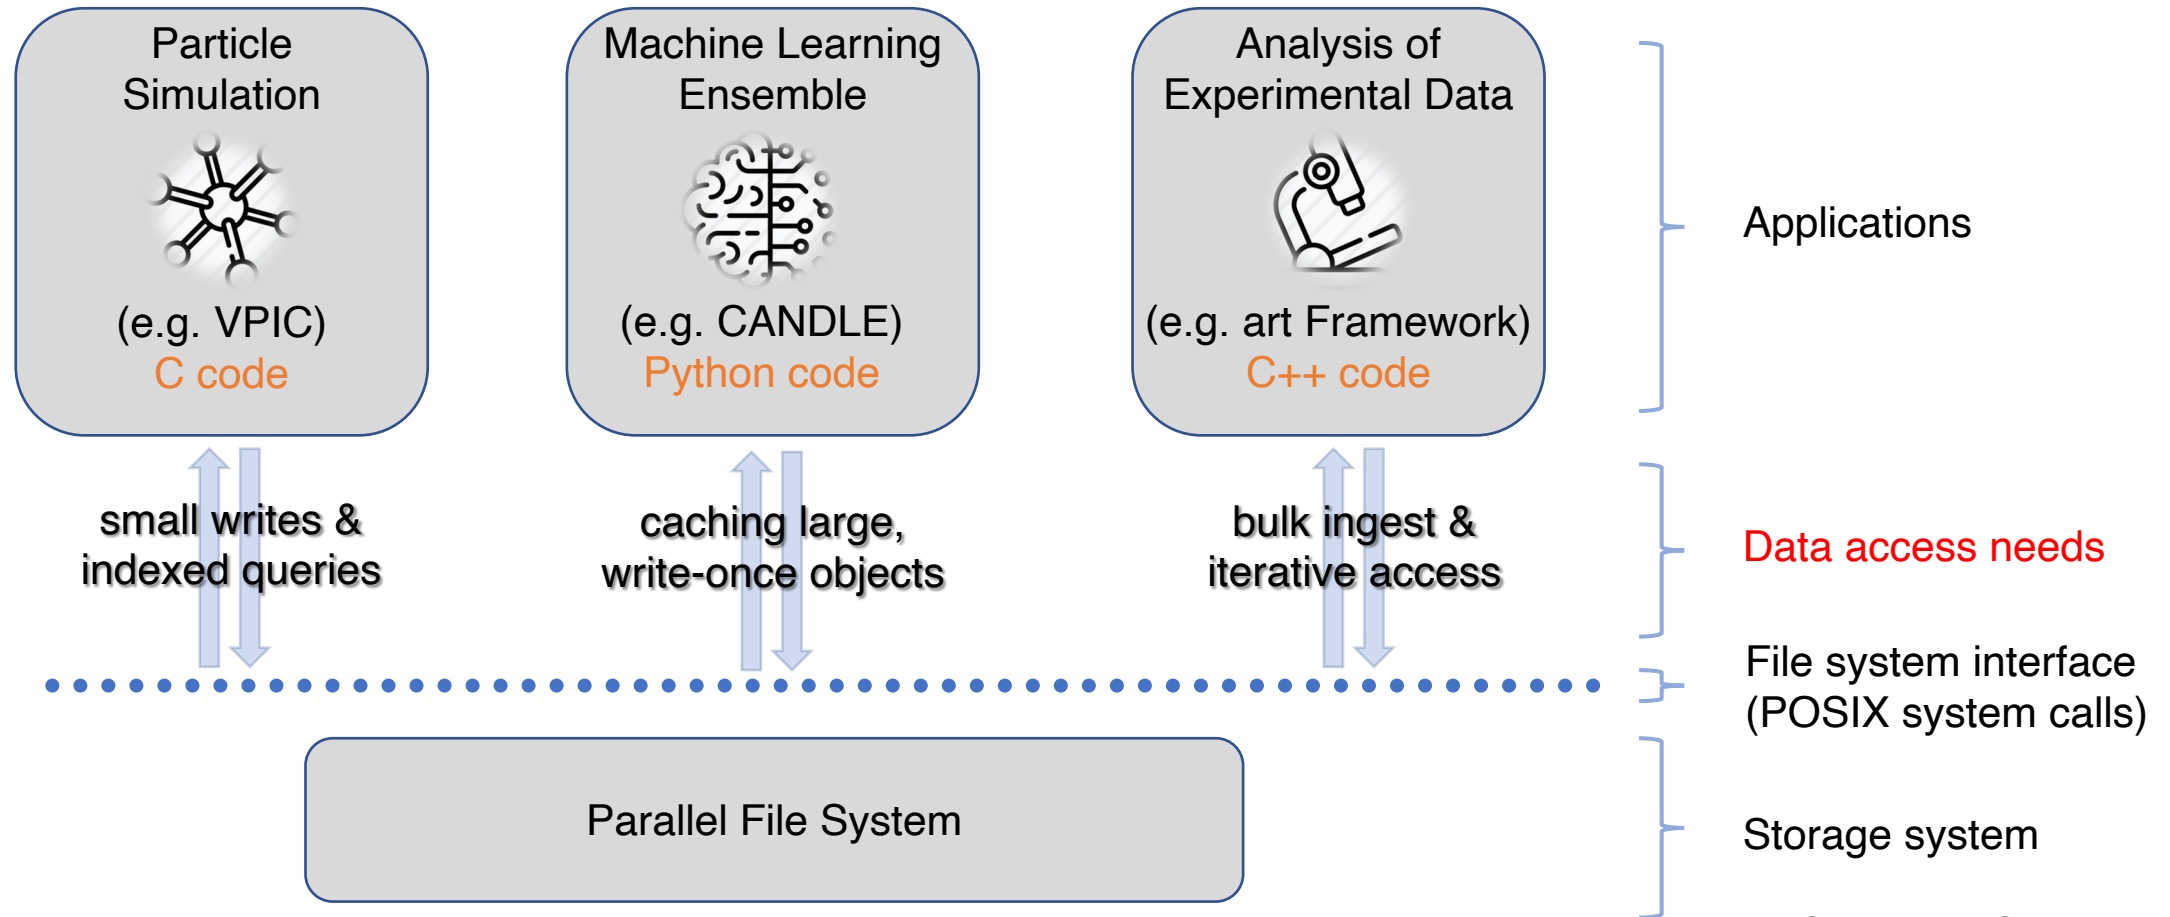 Particle
Simulation
(e.g. VPIC)
C code
Machine Learning
Ensemble
(e.g. CANDLE)
Python code
Analysis of
Experimental Data
(e.g. art Framework)
C++ code
Applications
small writes &
indexed queries
caching large,
write-once objects
bulk ingest &
iterative access
Data access needs
File system interface
(POSIX system calls)
Parallel File System
Storage system